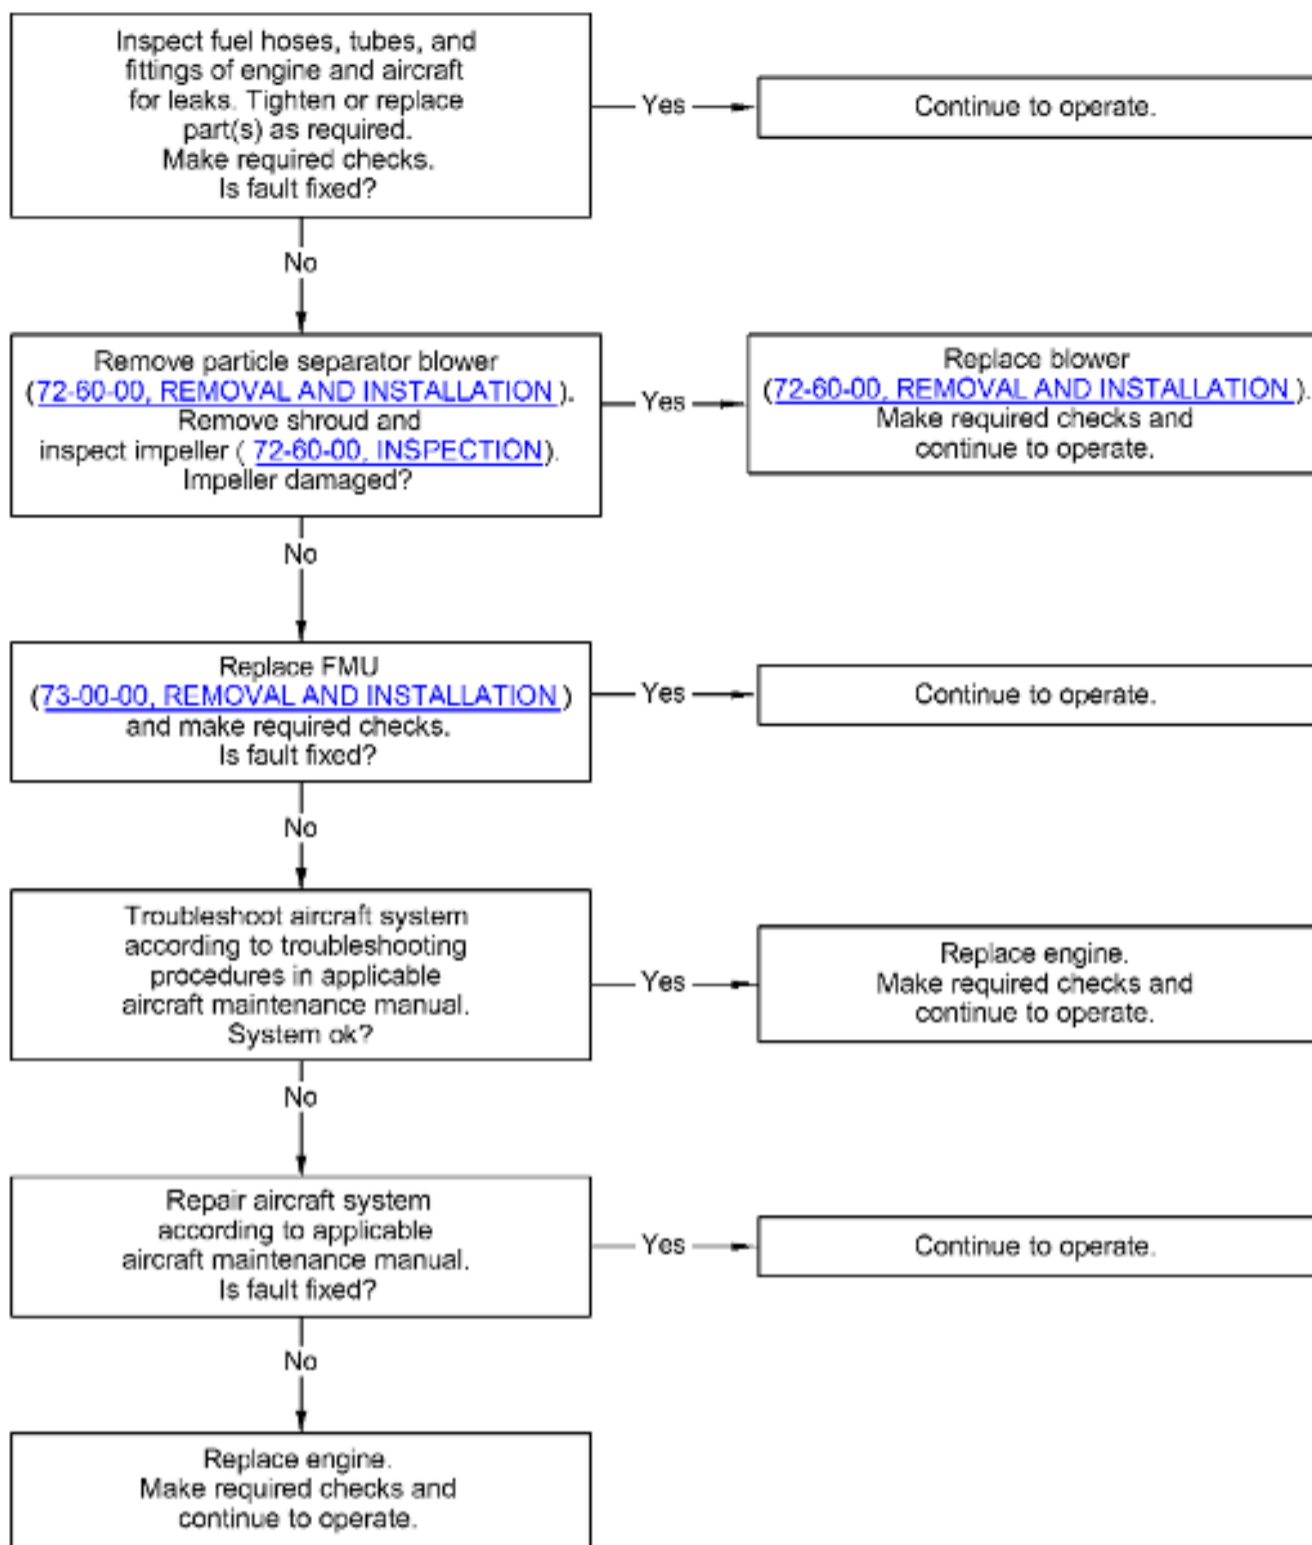 Inspect fuel hoses, tubes, and
fittings of engine and aircraft
for leaks. Tighten or replace
part(s) as required.
Make required checks.
Is fault fixed?
Yes
Continue to operate.
No
Remove particle separator blower
(72-60-00, REMOVAL AND INSTALLATION ).
Remove shroud and
inspect impeller ( 72-60-00, INSPECTION).
Impeller damaged?
Yes
Replace blower
(72-60-00, REMOVAL AND INSTALLATION ).
Make required checks and
continue to operate.
No
Replace FMU
(73-00-00, REMOVAL AND INSTALLATION )
and make required checks.
Is fault fixed?
Yes
Continue to operate.
No
Troubleshoot aircraft system
according to troubleshooting
procedures in applicable
aircraft maintenance manual.
System ok?
Yes
Replace engine.
Make required checks and
continue to operate.
No
Repair aircraft system
according to applicable
aircraft maintenance manual.
Is fault fixed?
Yes
Continue to operate.
No
Replace engine.
Make required checks and
continue to operate.